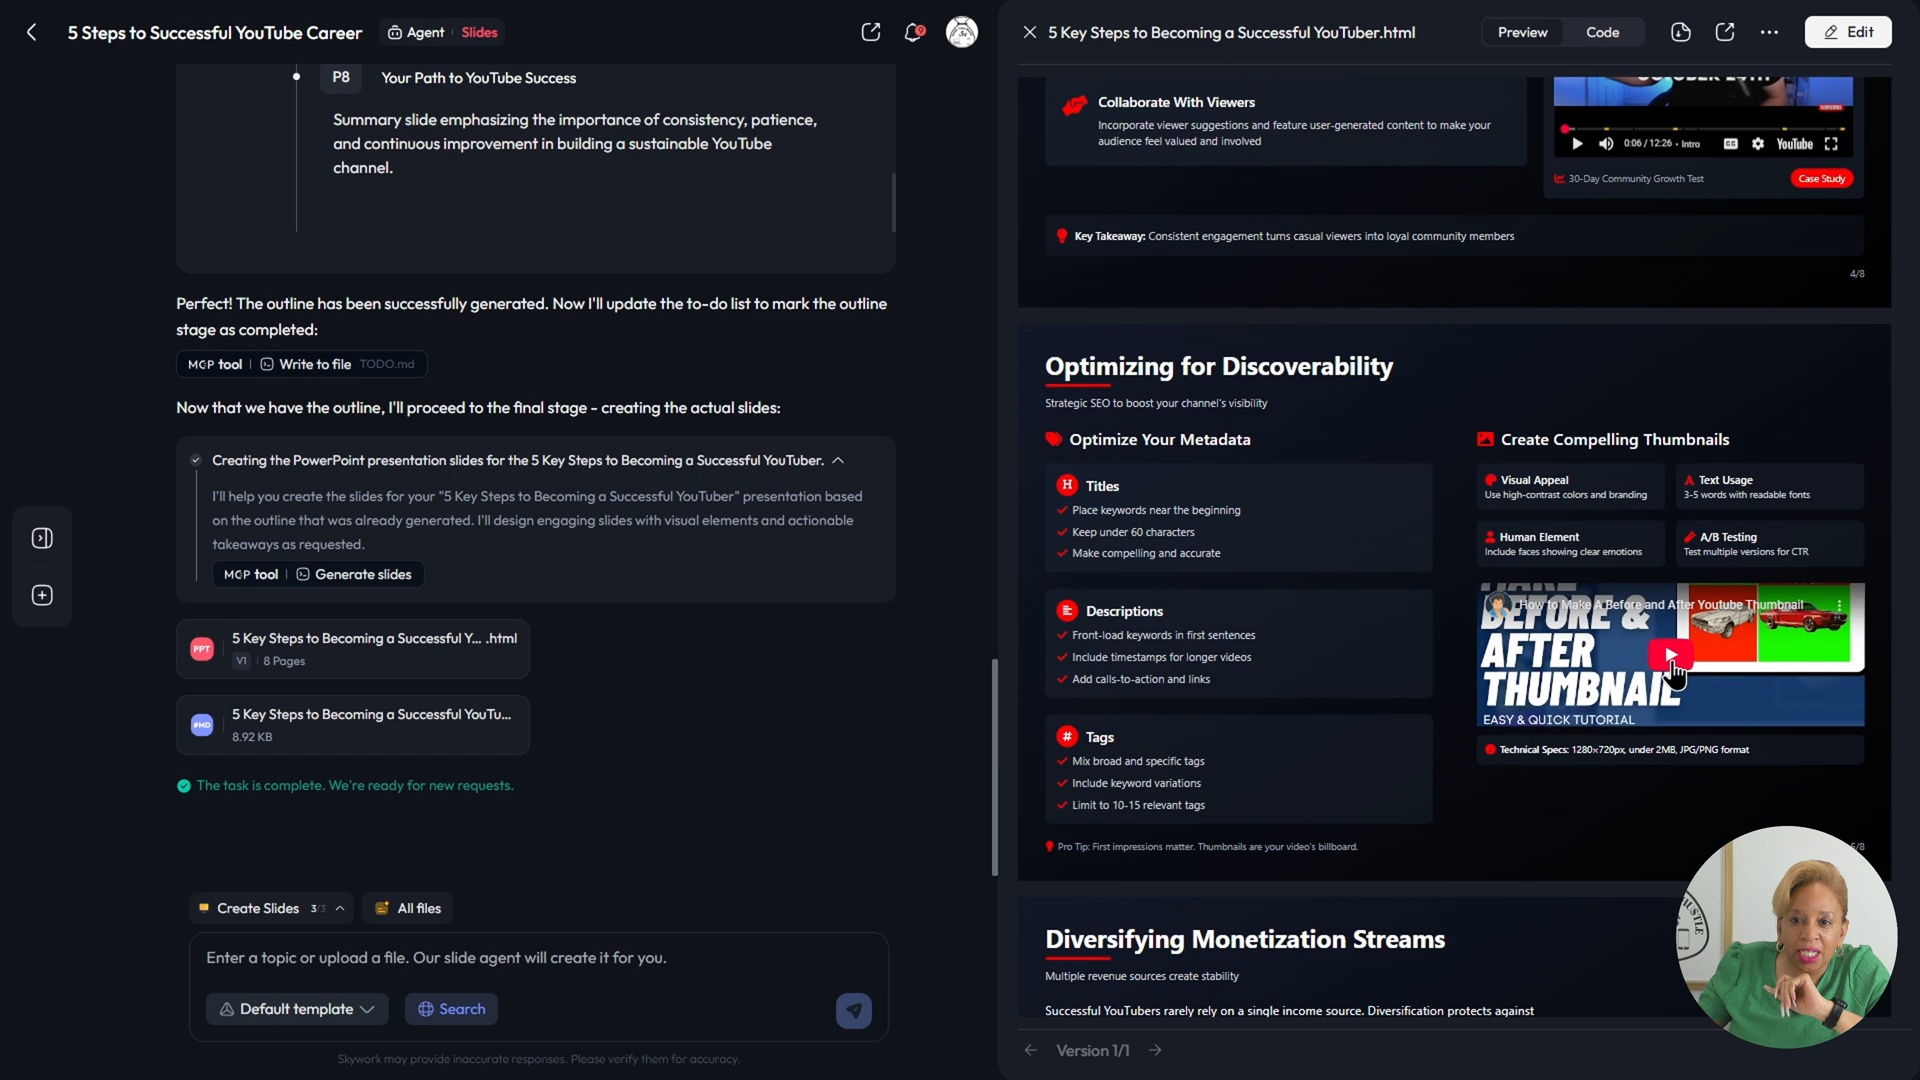 5 Steps to Successful YouTube Career
Agent
Slides
P8
Your Path to YouTube Success
Summary slide emphasizing the importance of consistency, patience,
and continuous improvement in building a sustainable YouTube
channel.
Perfect! The outline has been successfully generated. Now I'll update the to-do list to mark the outline
stage as completed:
MCP tool
Write to file TODO.md
Now that we have the outline, I'll proceed to the final stage - creating the actual slides:
Creating the PowerPoint presentation slides for the 5 Key Steps to Becoming a Successful YouTuber.
I'll help you create the slides for your "5 Key Steps to Becoming a Successful YouTuber" presentation based
on the outline that was already generated. I'll design engaging slides with visual elements and actionable
takeaways as requested.
MCP tool
Generate slides
PPT
5 Key Steps to Becoming a Successful Y... .html
V1
8 Pages
#MD
5 Key Steps to Becoming a Successful YouTu...
8.92 KB
The task is complete. We're ready for new requests.
Create Slides 3/3
All files
Enter a topic or upload a file. Our slide agent will create it for you.
Default template
Search
Skywork may provide inaccurate responses. Please verify them for accuracy.
5 Key Steps to Becoming a Successful YouTuber.html
Preview
Code
Edit
Collaborate With Viewers
Incorporate viewer suggestions and feature user-generated content to make your
audience feel valued and involved
0:06 / 12:26 • Intro
CC
YouTube
30-Day Community Growth Test
Case Study
Key Takeaway: Consistent engagement turns casual viewers into loyal community members
4/8
Optimizing for Discoverability
Strategic SEO to boost your channel's visibility
Optimize Your Metadata
Titles
Place keywords near the beginning
Keep under 60 characters
Make compelling and accurate
Descriptions
Front-load keywords in first sentences
Include timestamps for longer videos
Add calls-to-action and links
Tags
Mix broad and specific tags
Include keyword variations
Limit to 10-15 relevant tags
Create Compelling Thumbnails
Visual Appeal
Use high-contrast colors and branding
Text Usage
3-5 words with readable fonts
Human Element
Include faces showing clear emotions
A/B Testing
Test multiple versions for CTR
How to Make A Before and After Youtube Thumbnail
BEFORE &
AFTER
THUMBNAIL
EASY & QUICK TUTORIAL
Technical Specs: 1280×720px, under 2MB, JPG/PNG format
Pro Tip: First impressions matter. Thumbnails are your video's billboard.
5/8
Diversifying Monetization Streams
Multiple revenue sources create stability
Successful YouTubers rarely rely on a single income source. Diversification protects against
Version 1/1